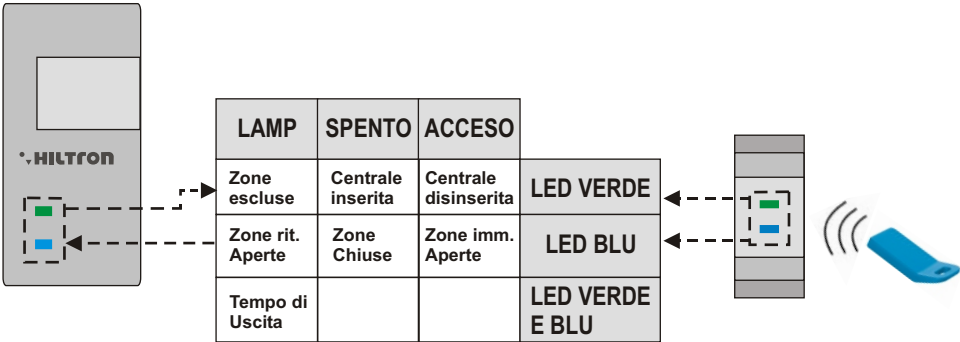 HILTRON
LAMP SPENTO ACCESO
Zone escluse
Centrale inserita
Centrale disinserita
LED VERDE
Zone rit. Aperte
Zone Chiuse
Zone imm. Aperte
LED BLU
Tempo di Uscita
LED VERDE E BLU